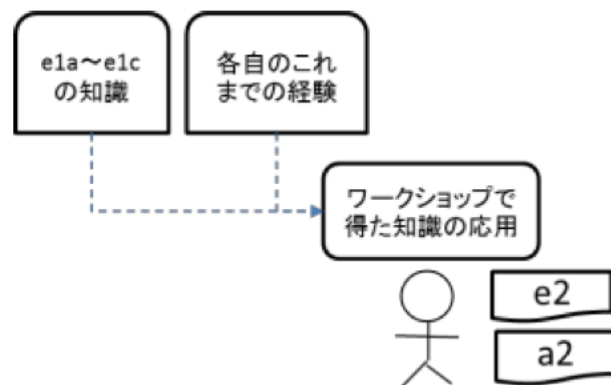 e1a～e1c
の知識
各自のこれ
までの経験
ワークショップで
得た知識の応用
e2
a2